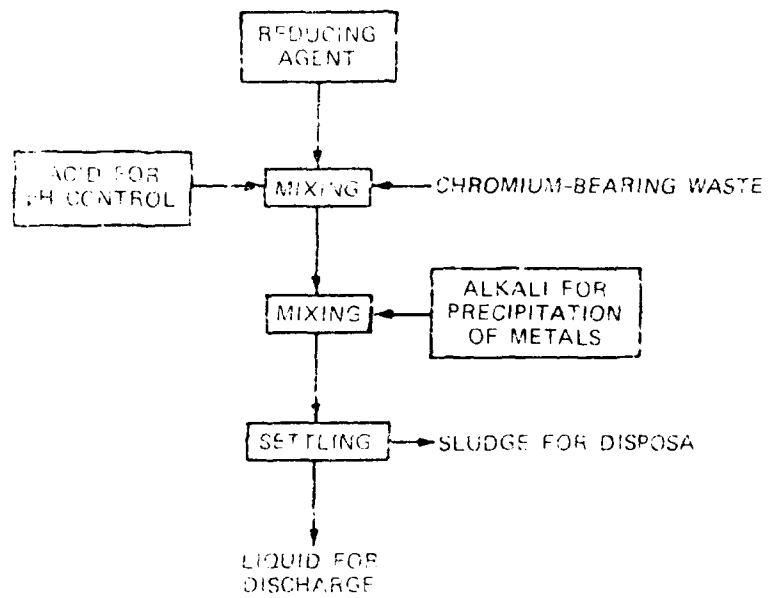 REDUCING
AGENT
ACID FOR
pH CONTROL
MIXING
CHROMIUM-BEARING WASTE
MIXING
ALKALI FOR
PRECIPITATION
OF METALS
SETTLING
SLUDGE FOR DISPOSA
LIQUID FOR
DISCHARGE